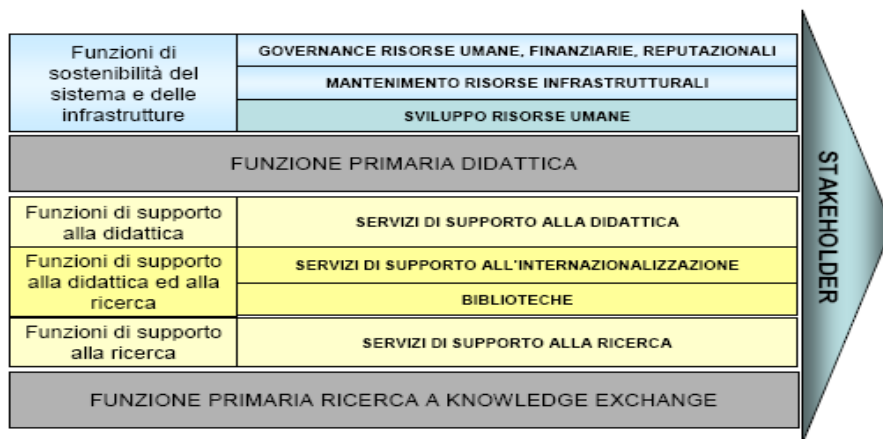 Funzioni di
sostenibilità del
sistema e delle
infrastrutture
GOVERNANCE RISORSE UMANE, FINANZIARIE, REPUTAZIONALI
MANTENIMENTO RISORSE INFRASTRUTTURALI
SVILUPPO RISORSE UMANE
FUNZIONE PRIMARIA DIDATTICA
Funzioni di supporto
alla didattica
SERVIZI DI SUPPORTO ALLA DIDATTICA
Funzioni di supporto
alla didattica ed alla
ricerca
SERVIZI DI SUPPORTO ALL'INTERNAZIONALIZZAZIONE
BIBLIOTECHE
Funzioni di supporto
alla ricerca
SERVIZI DI SUPPORTO ALLA RICERCA
FUNZIONE PRIMARIA RICERCA A KNOWLEDGE EXCHANGE
STAKEHOLDER